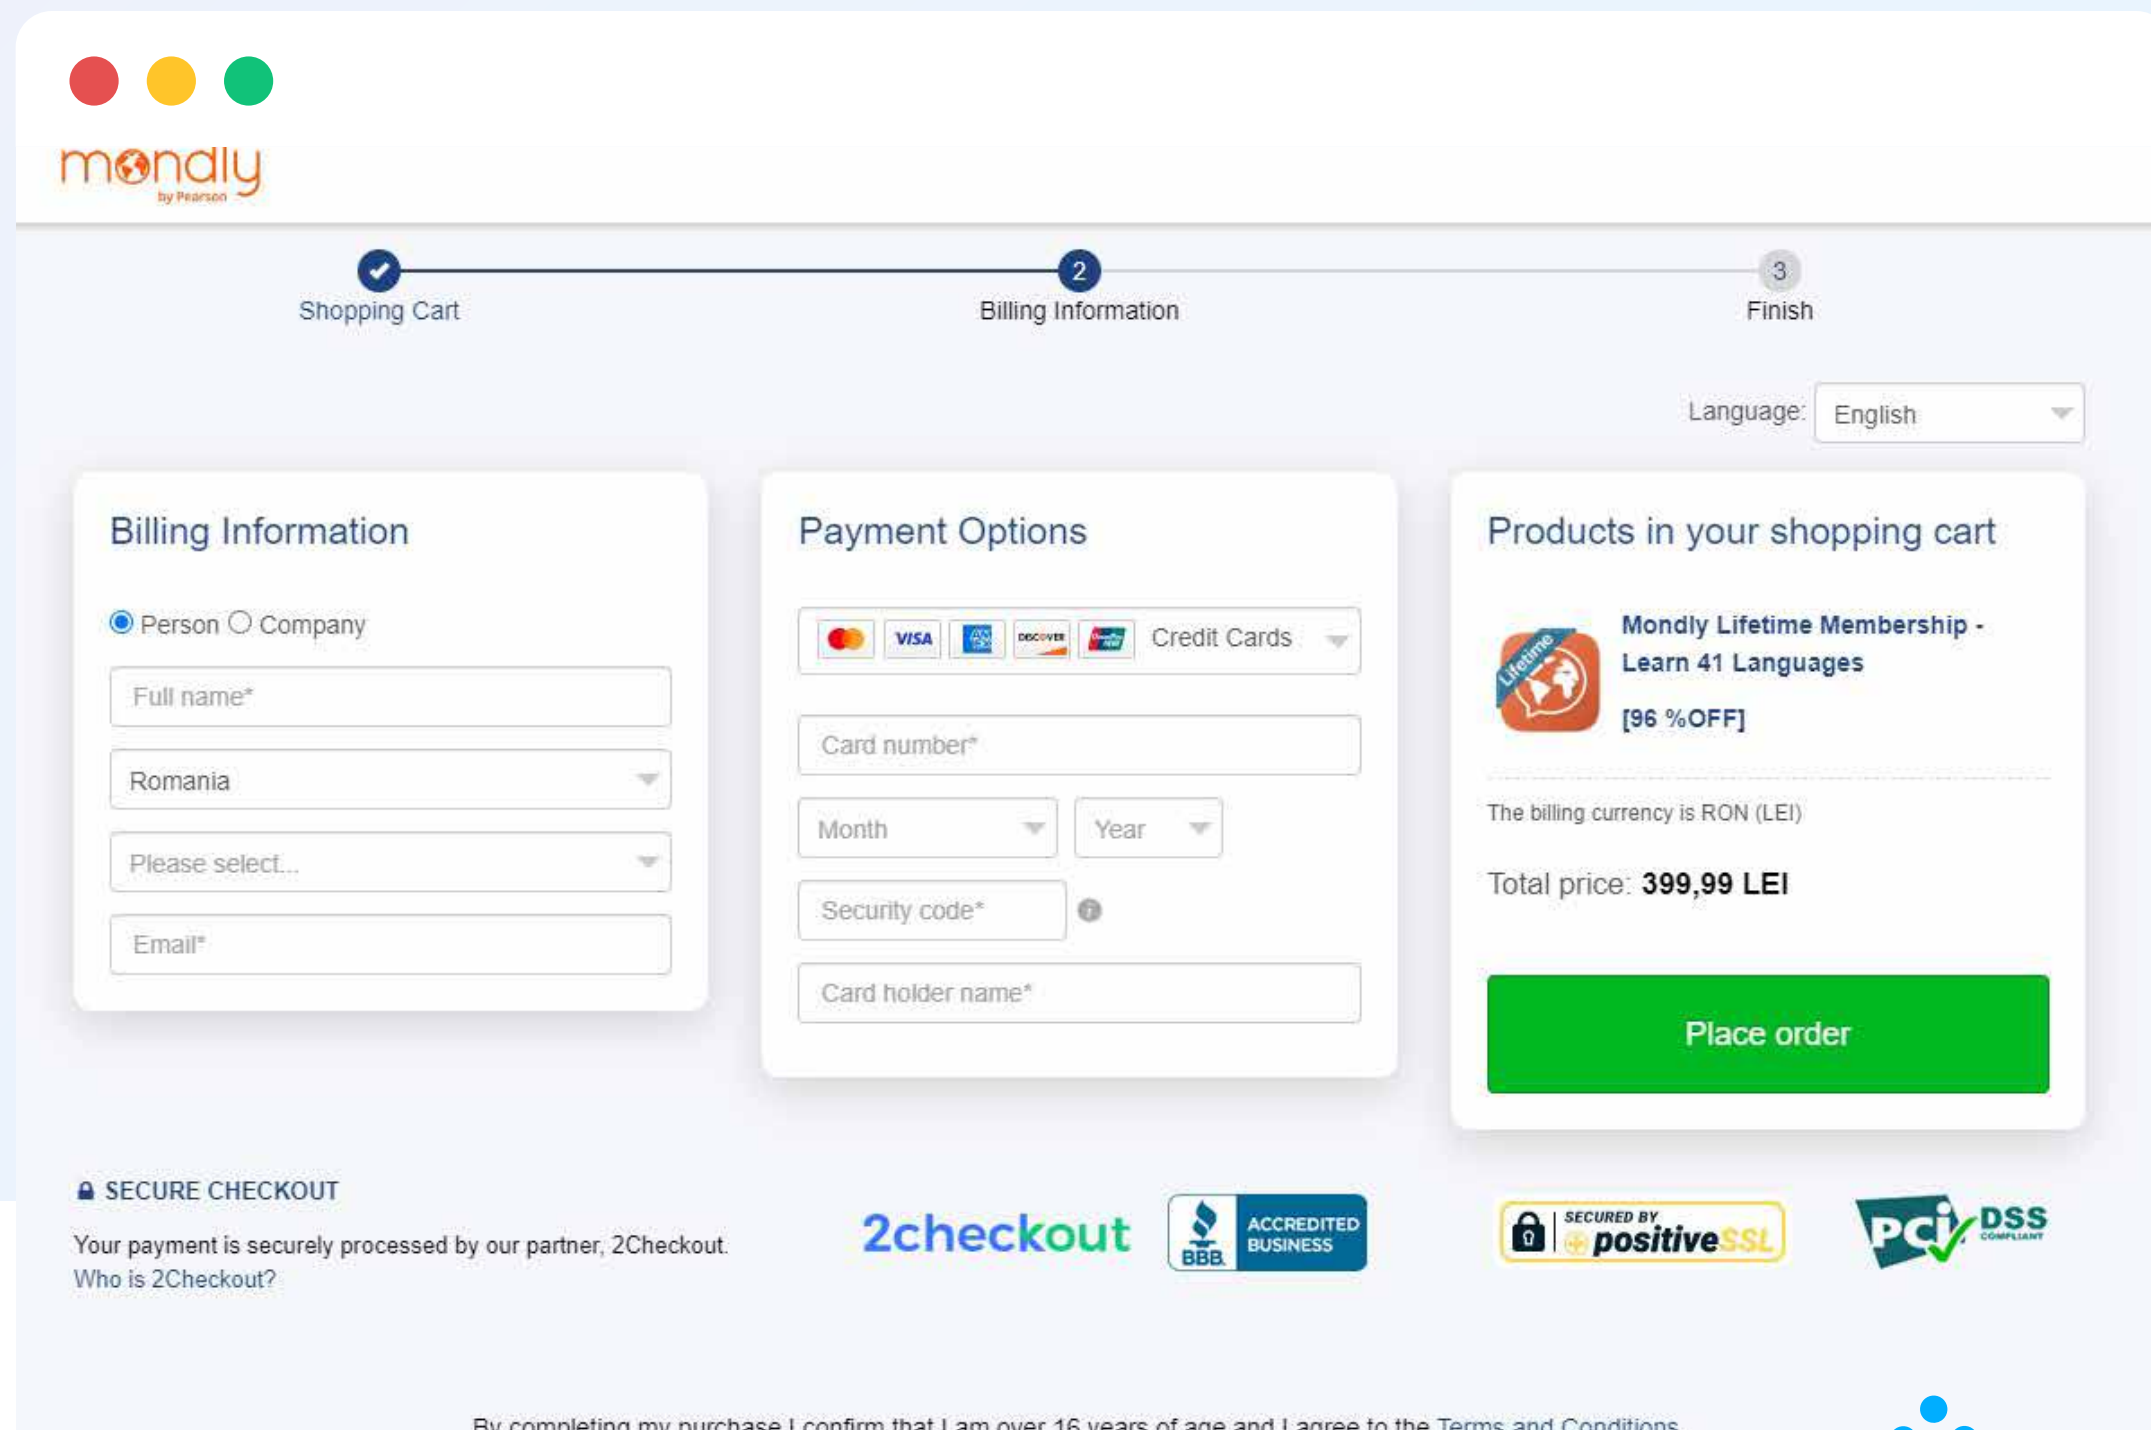 mondly
by Pearson
2
3
Shopping Cart
Billing Information
Finish
Language:
English
Billing Information
Person
Company
Full name*
Romania
Please select...
Email*
Payment Options
VISA
DISCOVER
Credit Cards
Card number*
Month
Year
Security code*
Card holder name*
Products in your shopping cart
Lifetime
Mondly Lifetime Membership -
Learn 41 Languages
[96 %OFF]
The billing currency is RON (LEI)
Total price: 399,99 LEI
Place order
SECURE CHECKOUT
Your payment is securely processed by our partner, 2Checkout.
Who is 2Checkout?
2checkout
BBB.
ACCREDITED
BUSINESS
SECURED BY
positiveSSL
PCI
DSS
COMPLIANT
By completing my purchase I confirm that I am over 16 years of age and I agree to the Terms and Conditions